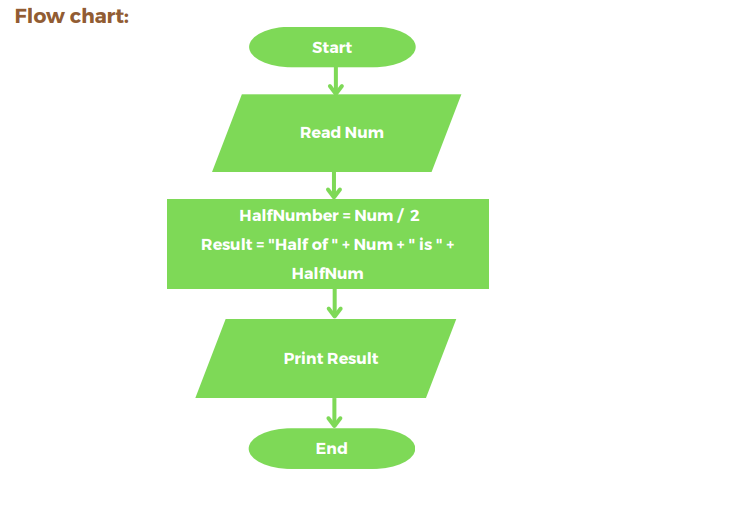 Flow chart:
Start
Read Num
HalfNumber = Num / 2
Result = "Half of " + Num + " is " +
HalfNum
Print Result
End